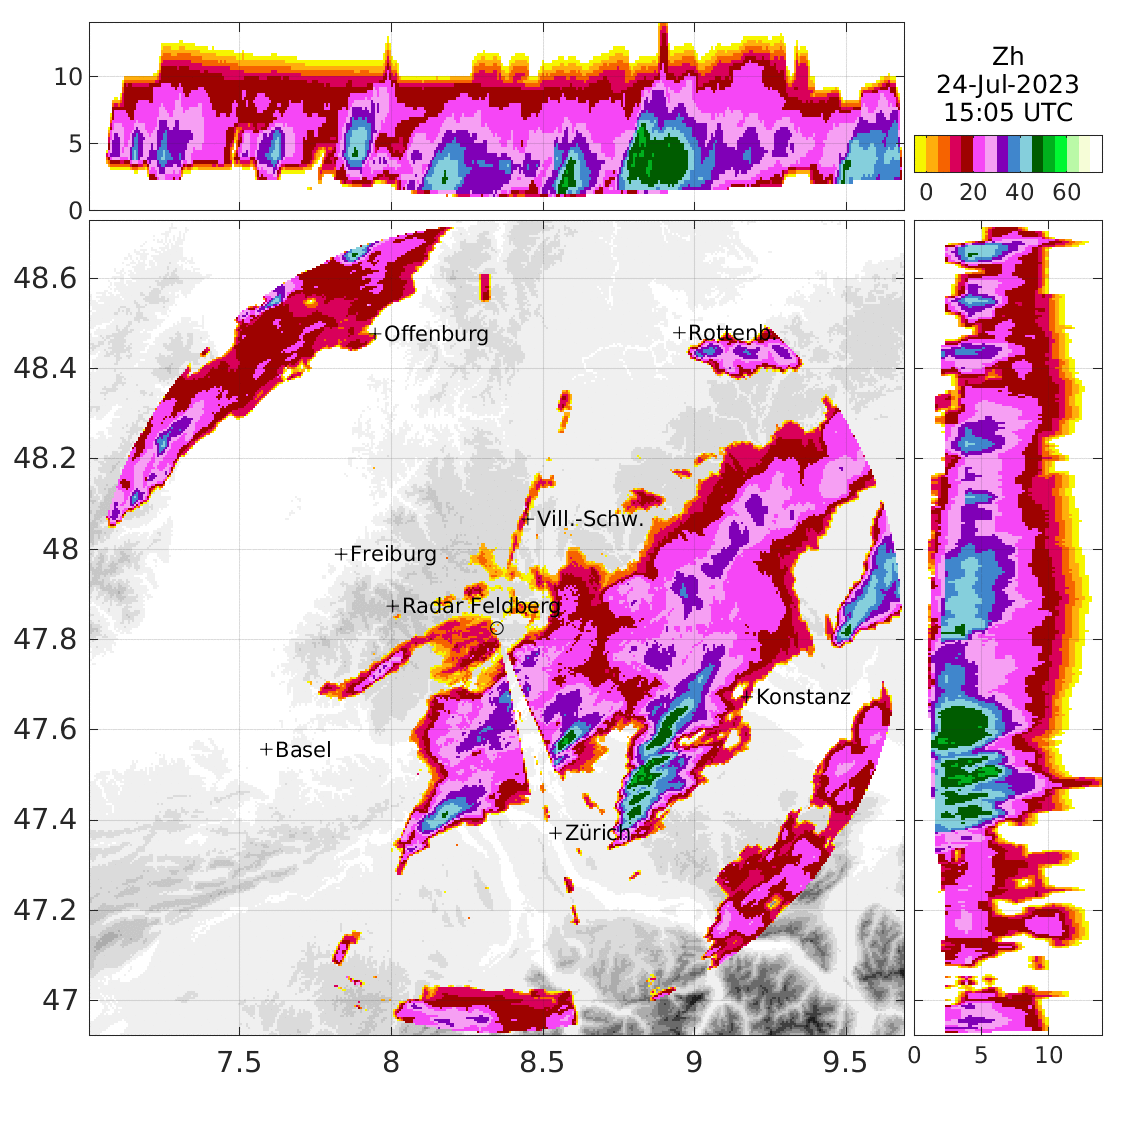 10
5
0
Zh
24-Jul-2023
15:05 UTC
0 20 40 60
48.6
48.4
48.2
48
47.8
47.6
47.4
47.2
47
+Offenburg
+Rottenb.
+Vill.-Schw.
+Freiburg
+Radar Feldberg
+Konstanz
+Basel
+Zürich
7.5 8 8.5 9 9.5
0 5 10